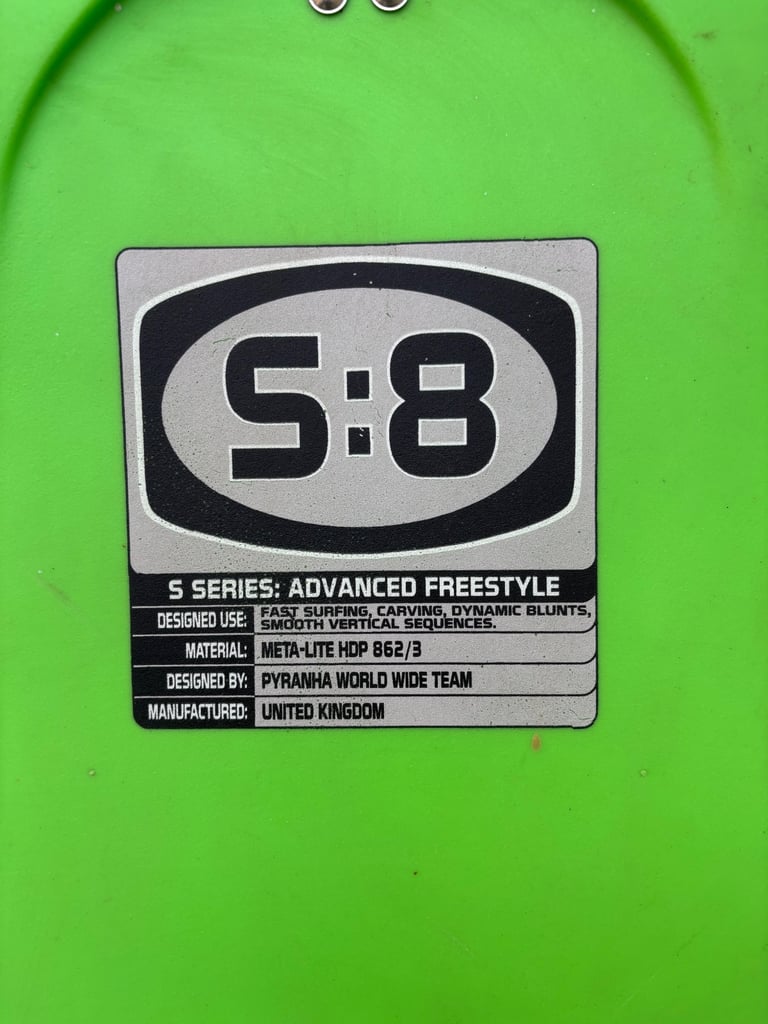 S:8
S SERIES: ADVANCED FREESTYLE
DESIGNED USE: FAST SURFING, CARVING, DYNAMIC BLUNTS,
SMOOTH VERTICAL SEQUENCES.
MATERIAL: META-LITE HDP 862/3
DESIGNED BY: PYRANHA WORLD WIDE TEAM
MANUFACTURED: UNITED KINGDOM